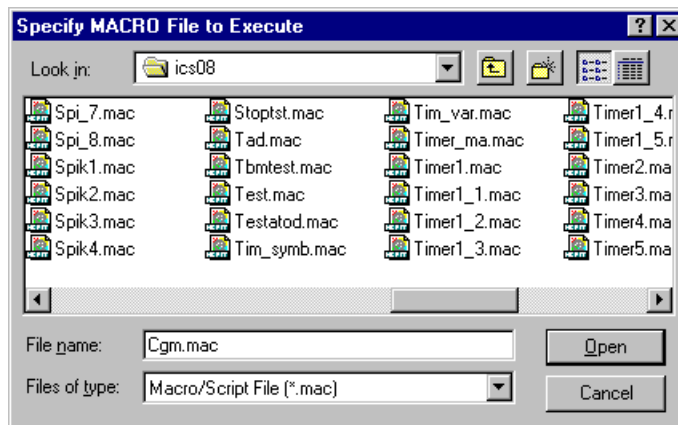 Specify MACRO File to Execute
Look in: ics08
Spi_7.mac Stoptst.mac Tim_var.mac Timer1_4.r
Spi_8.mac Tad.mac Timer_ma.mac Timer1_5.r
Spik1.mac Tbmtest.mac Timer1.mac Timer2.ma
Spik2.mac Test.mac Timer1_1.mac Timer3.ma
Spik3.mac Testatod.mac Timer1_2.mac Timer4.ma
Spik4.mac Tim_symb.mac Timer1_3.mac Timer5.ma
File name: Cgm.mac Open
Files of type: Macro/Script File (*.mac) Cancel